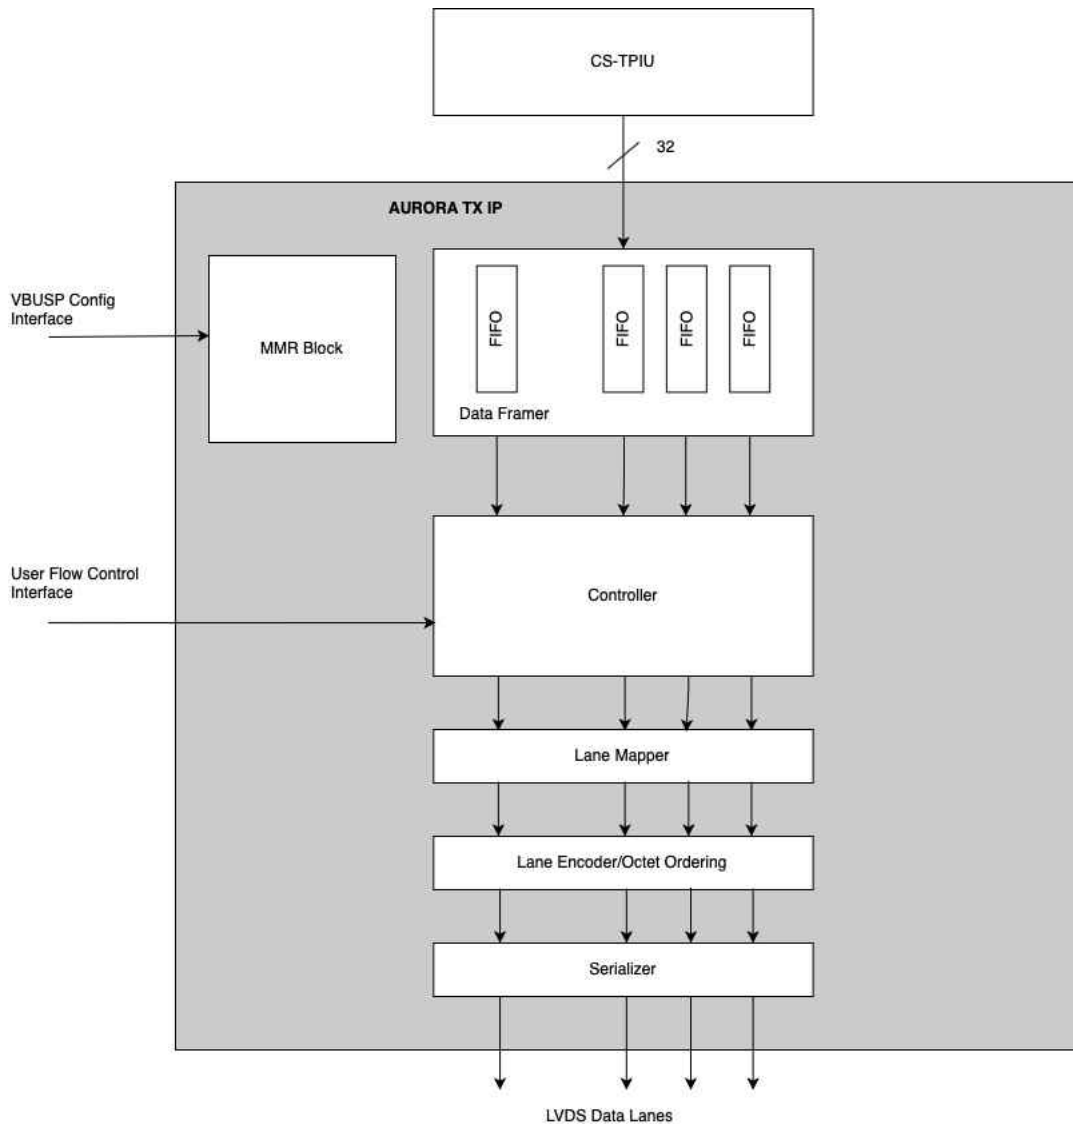 CS-TPIU
32
AURORA TX IP
VBUSP Config
Interface
MMR Block
FIFO
FIFO
FIFO
FIFO
Data Framer
User Flow Control
Interface
Controller
Lane Mapper
Lane Encoder/Octet Ordering
Serializer
LVDS Data Lanes